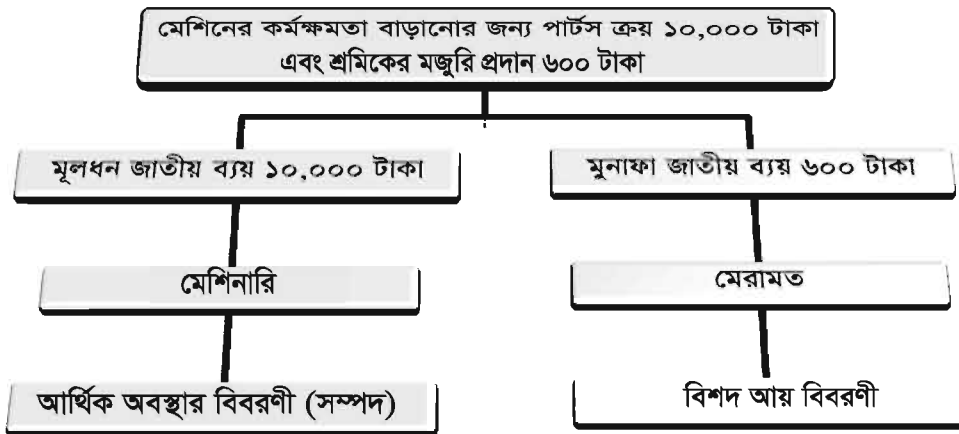 মেশিনের কর্মক্ষমতা বাড়ানোর জন্য পার্টস ক্রয় ১০,০০০ টাকা
এবং শ্রমিকের মজুরি প্রদান ৬০০ টাকা
মূলধন জাতীয় ব্যয় ১০,০০০ টাকা
মুনাফা জাতীয় ব্যয় ৬০০ টাকা
মেশিনারি
মেরামত
আর্থিক অবস্থার বিবরণী (সম্পদ)
বিশদ আয় বিবরণী